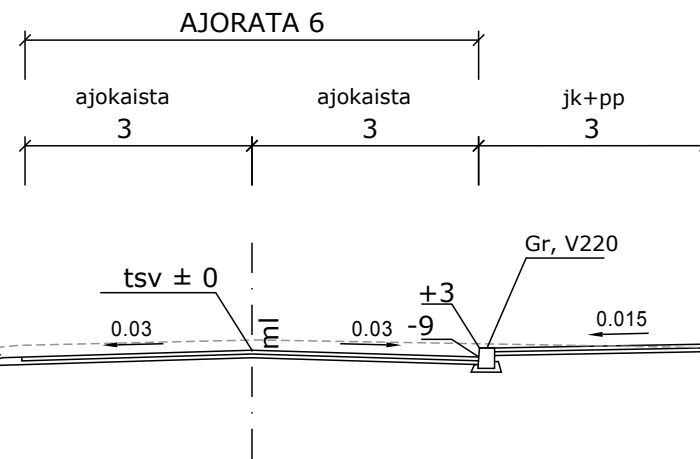 AJORATA 6
ajokaista ajokaista jk+pp
3 3 3
Gr, V220
tsv ± 0
+3
0.03 ml 0.03 -9 0.015